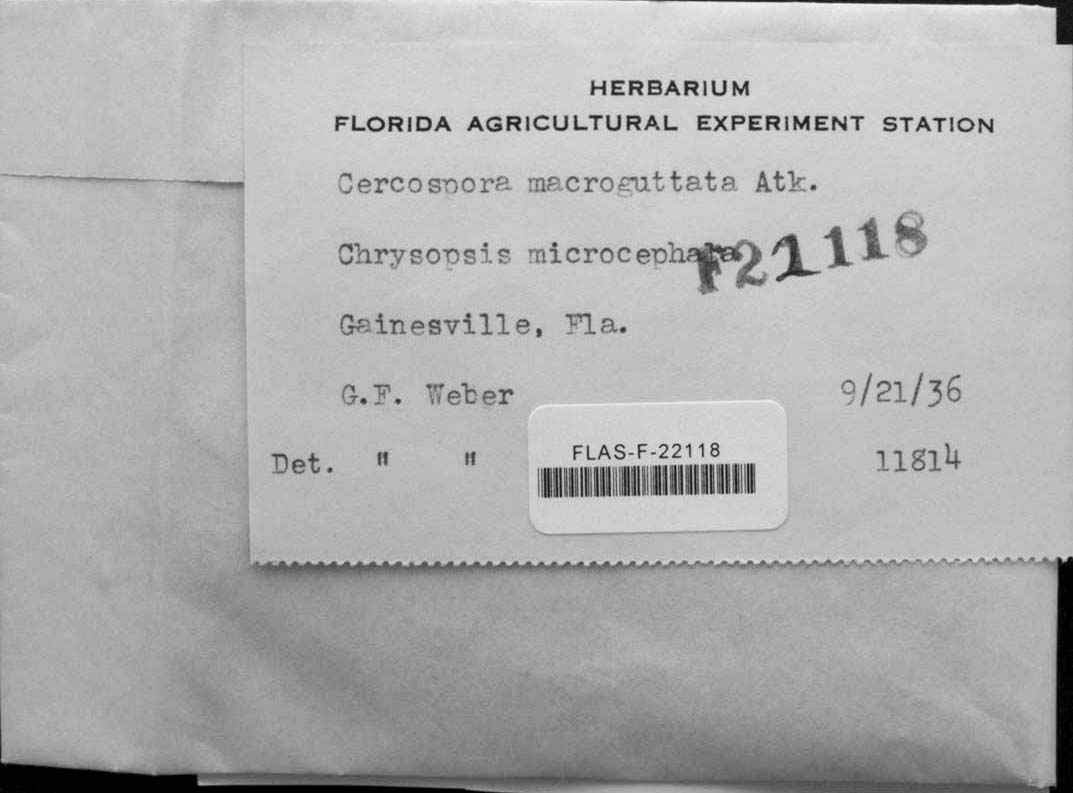 HERBARIUM
FLORIDA AGRICULTURAL EXPERIMENT STATION
Cercospora macroguttata Atk.
Chrysopsis microcephala
F22118
Gainesville, Fla.
G.F. Weber 9/21/36
Det. " " 11814
FLAS-F-22118